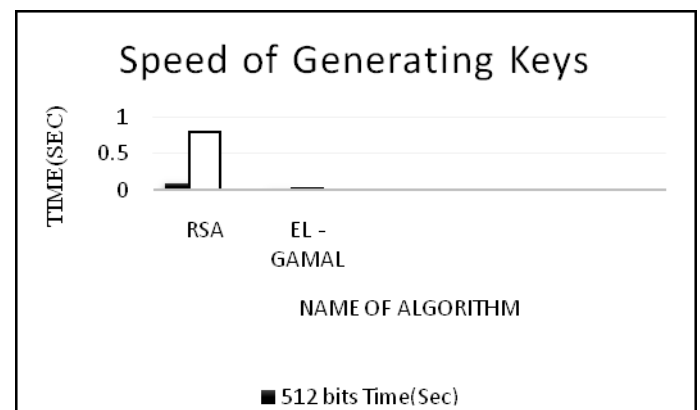 Speed of Generating Keys
TIME(SEC)
1
0.5
0
RSA
EL -
GAMAL
NAME OF ALGORITHM
512 bits Time(Sec)